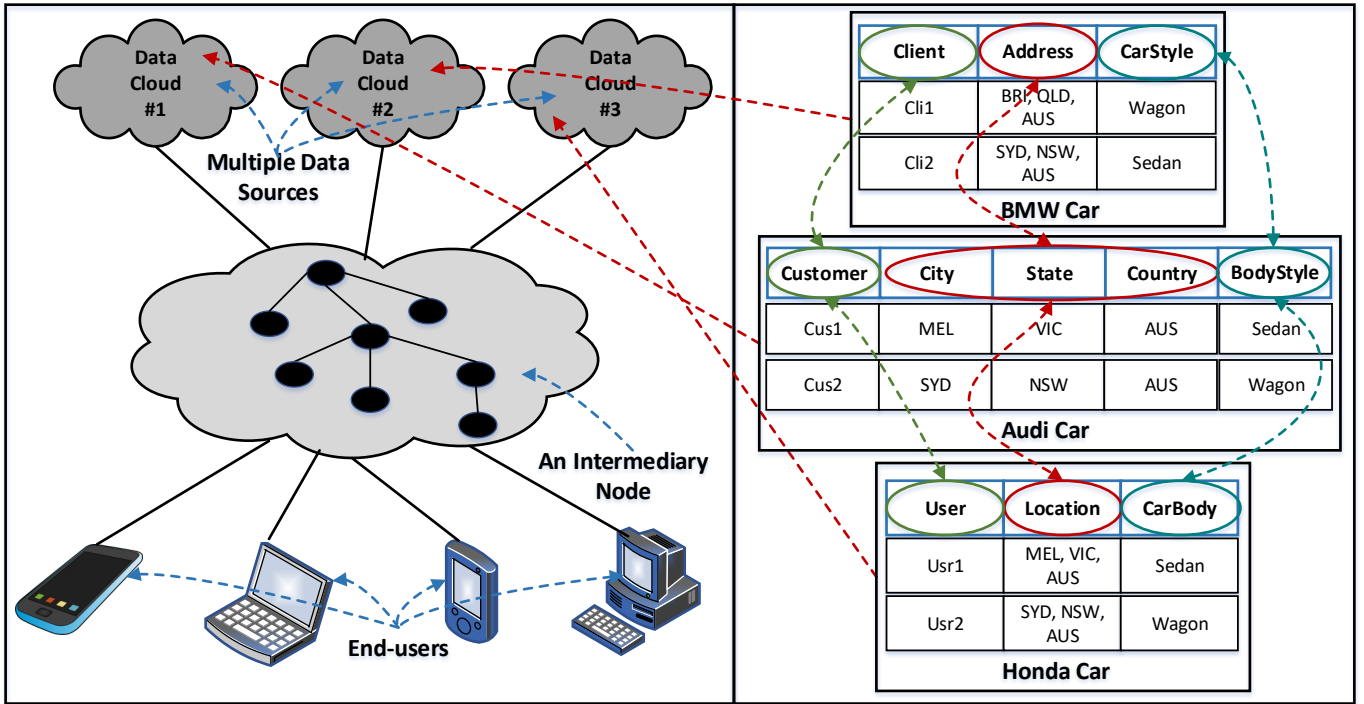 Data
Cloud
#1
Data
Cloud
#2
Data
Cloud
#3
Multiple Data
Sources
An Intermediary
Node
End-users
Client Address CarStyle
Cli1 BRI, QLD,
AUS Wagon
Cli2 SYD, NSW,
AUS Sedan
BMW Car
Customer City State Country BodyStyle
Cus1 MEL VIC AUS Sedan
Cus2 SYD NSW AUS Wagon
Audi Car
User Location CarBody
Usr1 MEL, VIC,
AUS Sedan
Usr2 SYD, NSW,
AUS Wagon
Honda Car